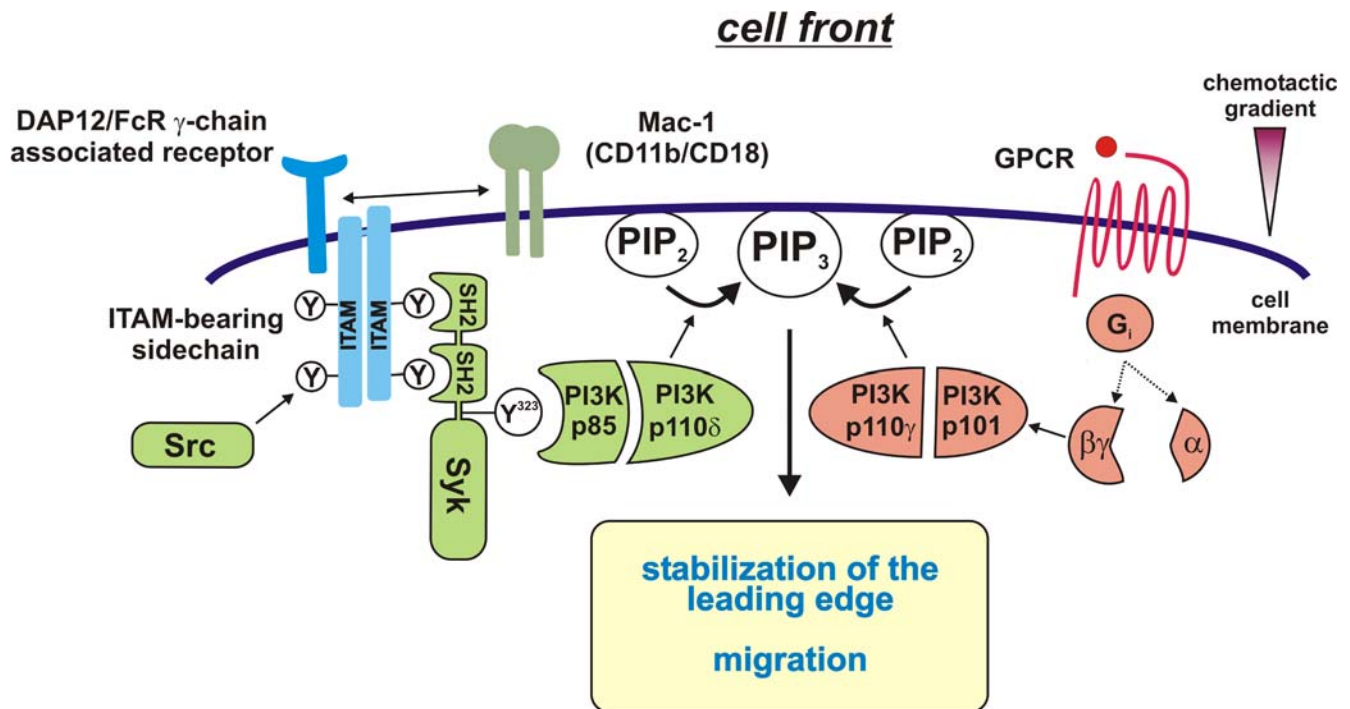 cell front
DAP12/FcR γ-chain
associated receptor
Mac-1
(CD11b/CD18)
GPCR
chemotactic
gradient
PIP2
PIP3
PIP2
cell
membrane
ITAM-bearing
sidechain
Y
Y
ITAM
ITAM
Y
Y
SH2
SH2
Src
Syk
Y323
PI3K
p85
PI3K
p110δ
PI3K
p110γ
PI3K
p101
Gi
βγ
α
stabilization of the
leading edge
migration